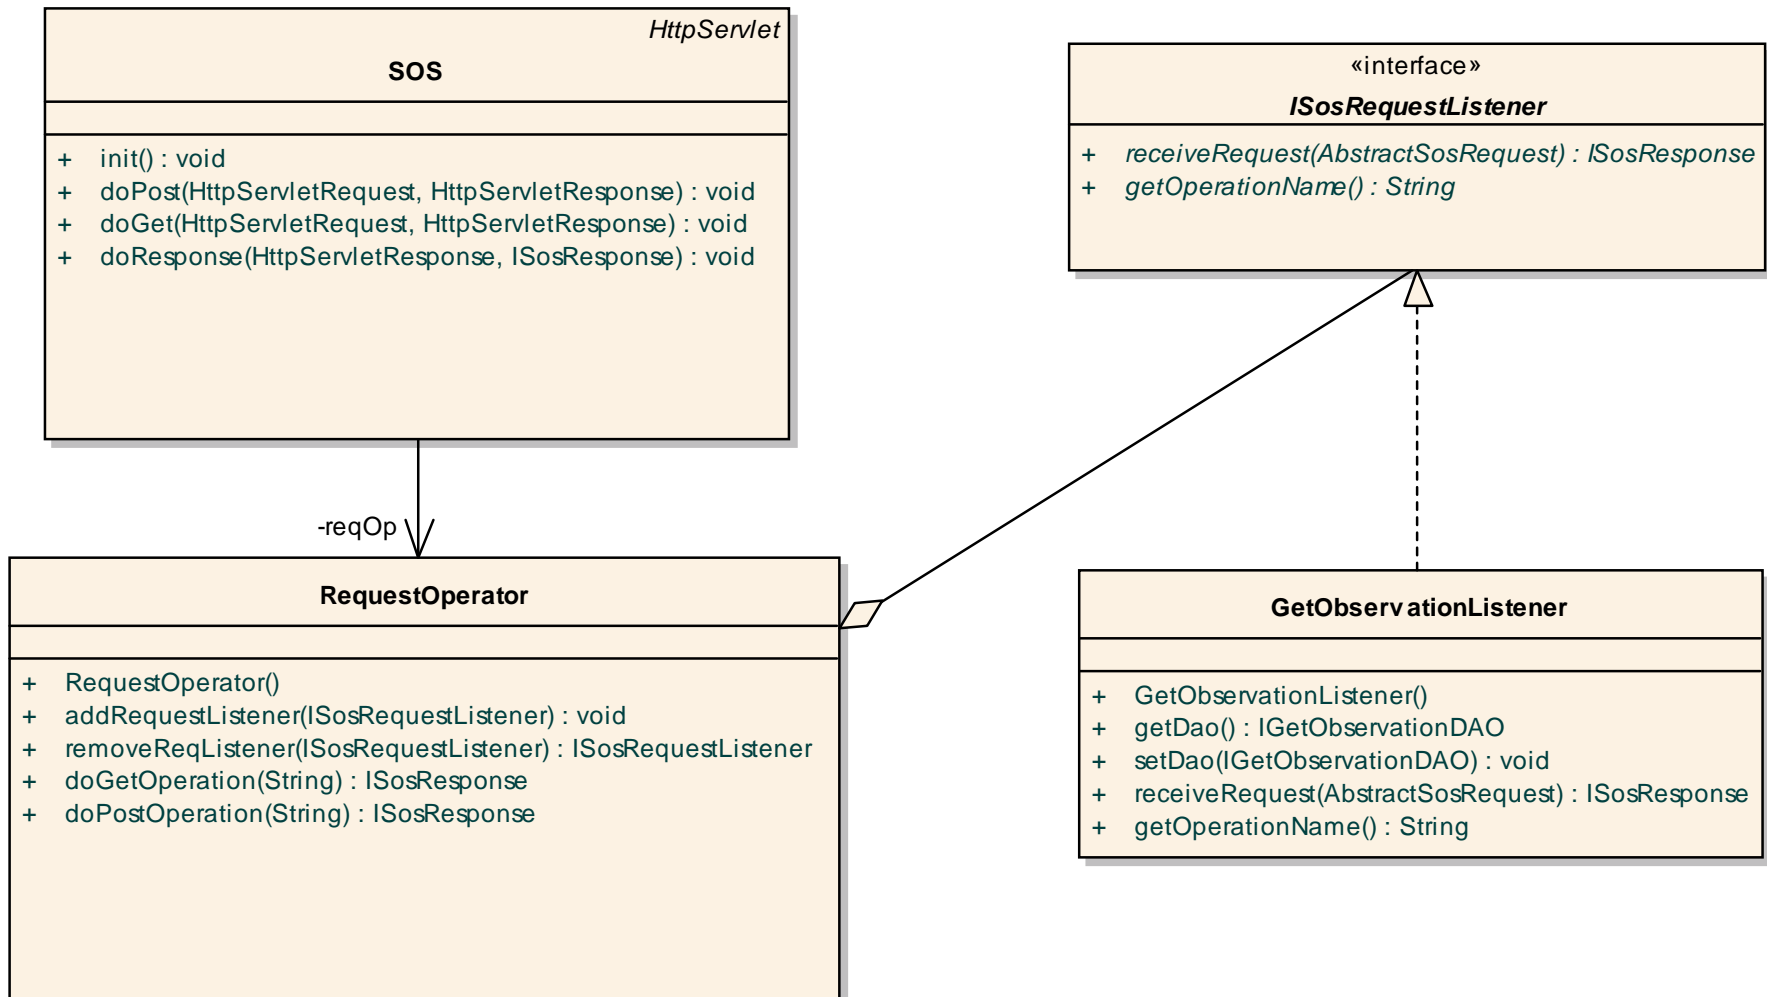 HttpServlet
SOS
+ init() : void
+ doPost(HttpServletRequest, HttpServletResponse) : void
+ doGet(HttpServletRequest, HttpServletResponse) : void
+ doResponse(HttpServletResponse, ISosResponse) : void
«interface»
ISosRequestListener
+ receiveRequest(AbstractSosRequest) : ISosResponse
+ getOperationName() : String
-reqOp
RequestOperator
+ RequestOperator()
+ addRequestListener(ISosRequestListener) : void
+ removeReqListener(ISosRequestListener) : ISosRequestListener
+ doGetOperation(String) : ISosResponse
+ doPostOperation(String) : ISosResponse
GetObservationListener
+ GetObservationListener()
+ getDao() : IGetObservationDAO
+ setDao(IGetObservationDAO) : void
+ receiveRequest(AbstractSosRequest) : ISosResponse
+ getOperationName() : String